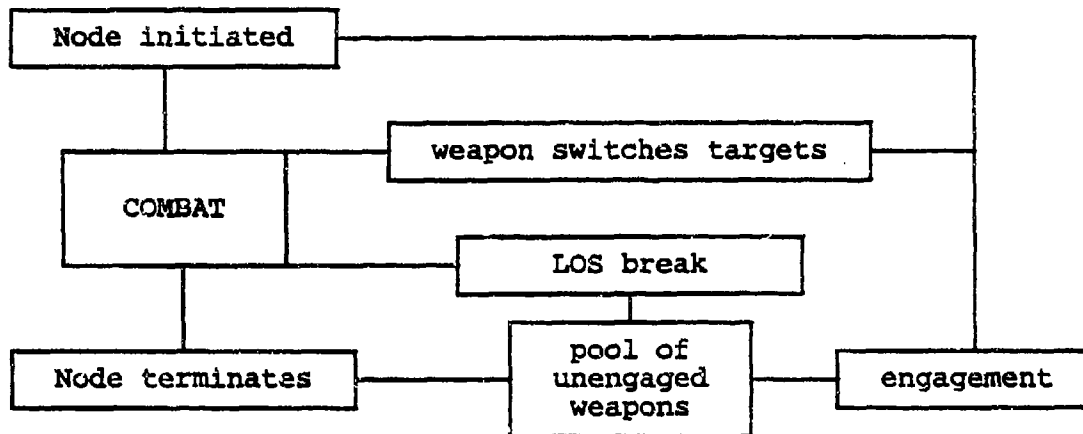 Node initiated
weapon switches targets
COMBAT
LOS break
Node terminates
pool of
unengaged
weapons
engagement